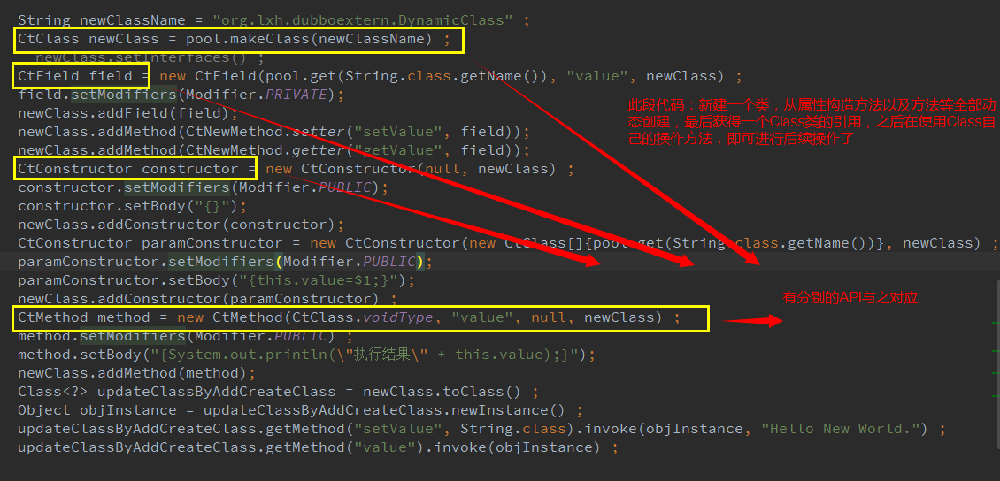 String newClassName = "org.lxh.dubboextern.DynamicClass" ;
CtClass newClass = pool.makeClass(newClassName) ;
newClass.setInterfaces() ;
CtField field = new CtField(pool.get(String.class.getName()), "value", newClass) ;
field.setModifiers(Modifier.PRIVATE);
newClass.addField(field);
newClass.addMethod(CtNewMethod.setter("setValue", field));
newClass.addMethod(CtNewMethod.getter("getValue", field));
CtConstructor constructor = new CtConstructor(null, newClass) ;
constructor.setModifiers(Modifier.PUBLIC);
constructor.setBody("{}");
newClass.addConstructor(constructor);
CtConstructor paramConstructor = new CtConstructor(new CtClass[]{pool.get(String.class.getName())}, newClass) ;
paramConstructor.setModifiers(Modifier.PUBLIC);
paramConstructor.setBody("{this.value=$1;}");
newClass.addConstructor(paramConstructor) ;
CtMethod method = new CtMethod(CtClass.voidType, "value", null, newClass) ;
method.setModifiers(Modifier.PUBLIC) ;
method.setBody("{System.out.println(\"执行结果\" + this.value);}");
newClass.addMethod(method);
Class<?> updateClassByAddCreateClass = newClass.toClass() ;
Object objInstance = updateClassByAddCreateClass.newInstance() ;
updateClassByAddCreateClass.getMethod("setValue", String.class).invoke(objInstance, "Hello New World.") ;
updateClassByAddCreateClass.getMethod("value").invoke(objInstance) ;
此段代码：新建一个类，从属性构造方法以及方法等全部动
态创建，最后获得一个Class类的引用，之后在使用Class自
己的操作方法，即可进行后续操作了
有分别的API与之对应